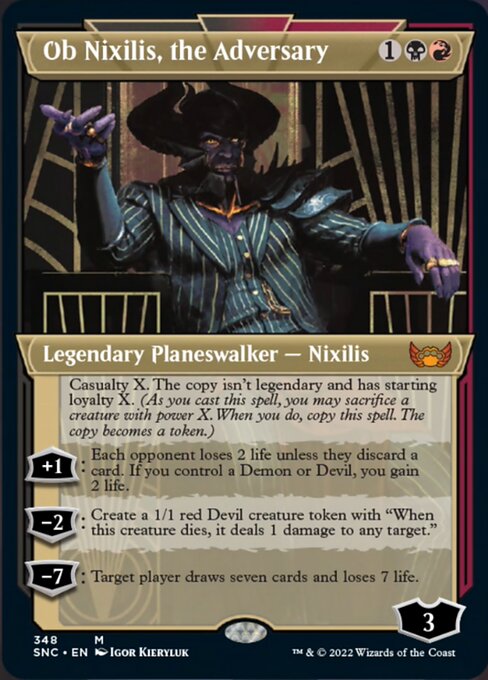 Ob Nixilis, the Adversary 1
Legendary Planeswalker — Nixilis
Casualty X. The copy isn't legendary and has starting
loyalty X. (As you cast this spell, you may sacrifice a
creature with power X. When you do, copy this spell. The
copy becomes a token.)
+1 : Each opponent loses 2 life unless they discard a
card. If you control a Demon or Devil, you gain
2 life.
−2 : Create a 1/1 red Devil creature token with “When
this creature dies, it deals 1 damage to any target.”
−7 : Target player draws seven cards and loses 7 life.
3
348 M
SNC • EN Igor Kieryluk
™ & © 2022 Wizards of the Coast